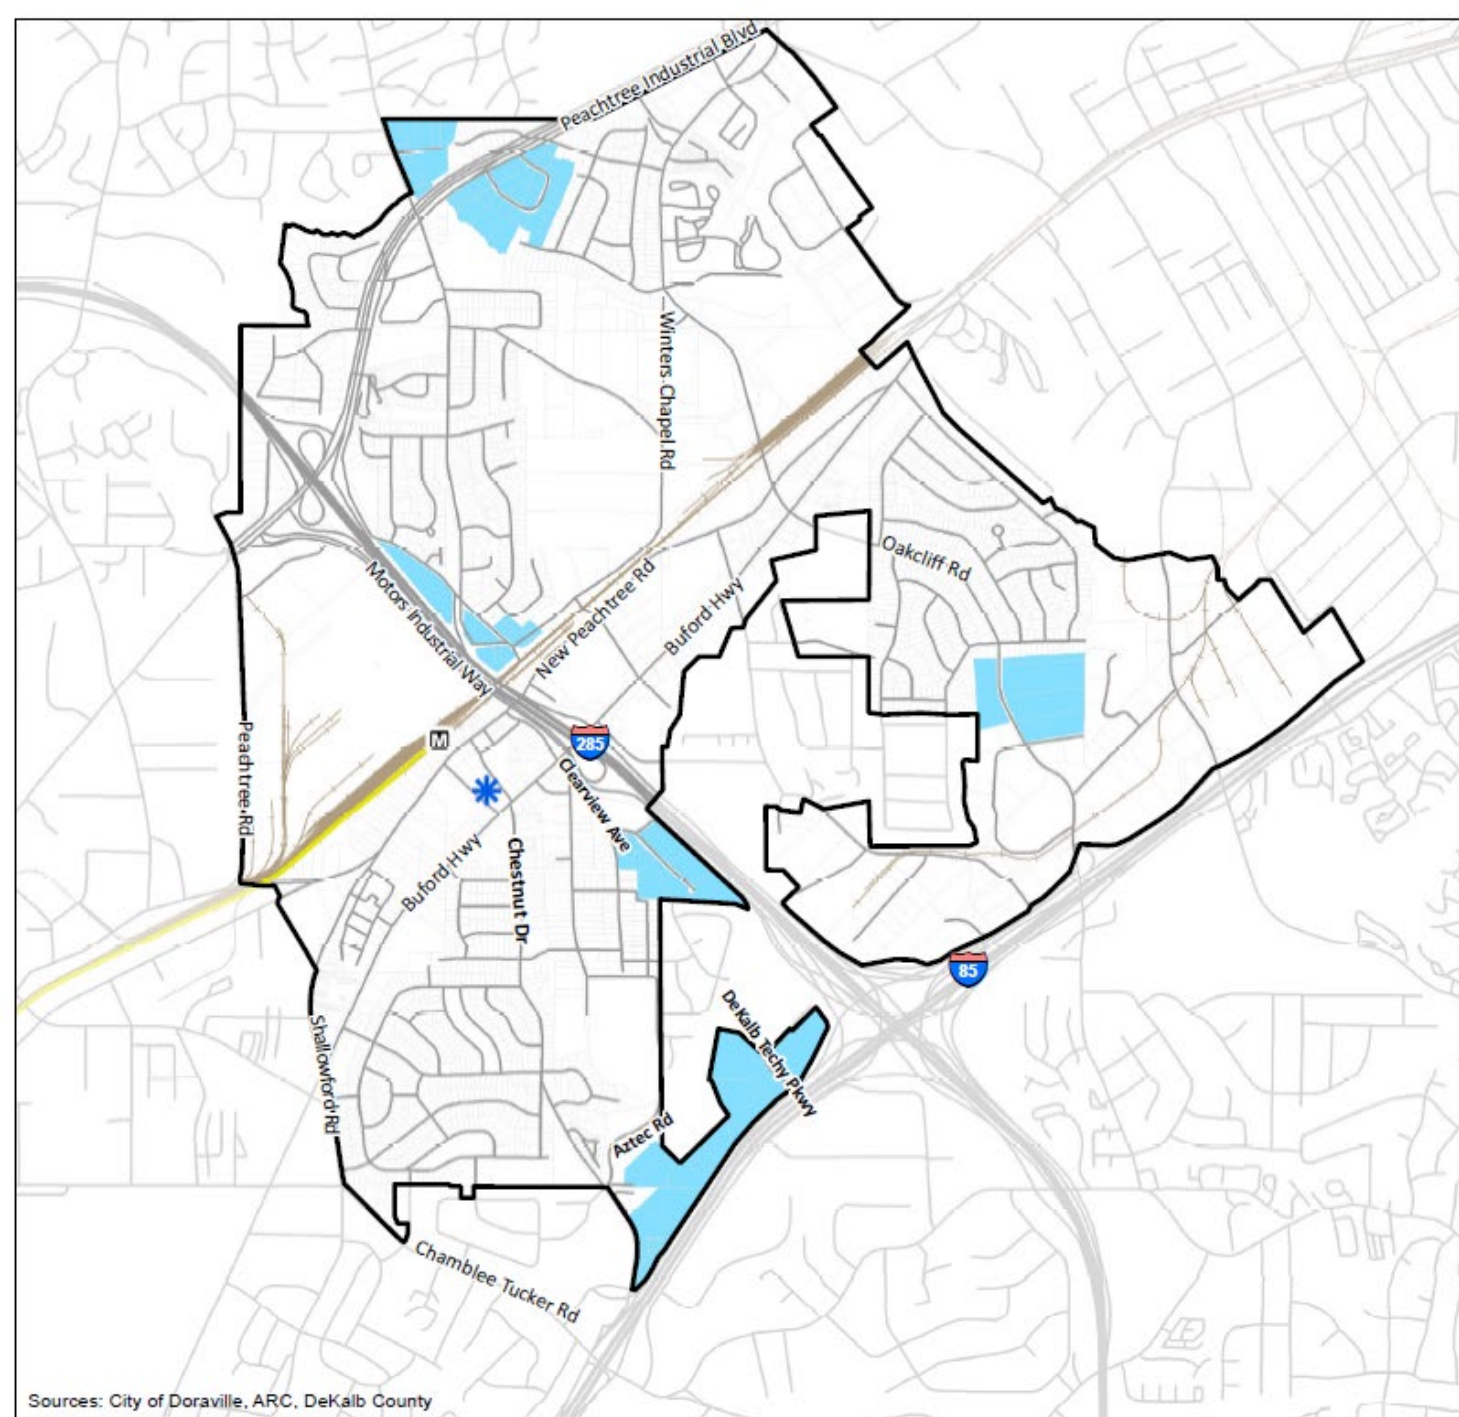 Peachtree Industrial Blvd
Winters Chapel Rd
Oakcliff Rd
Motors Industrial Way
New Peachtree Rd
Buford Hwy
Peachtree Rd
M
285
Clearview Ave
Buford Hwy
Chestnut Dr
85
DeKalb Techy Pkwy
Shallowford Rd
Aztec Rd
Chamblee Tucker Rd
Sources: City of Doraville, ARC, DeKalb County